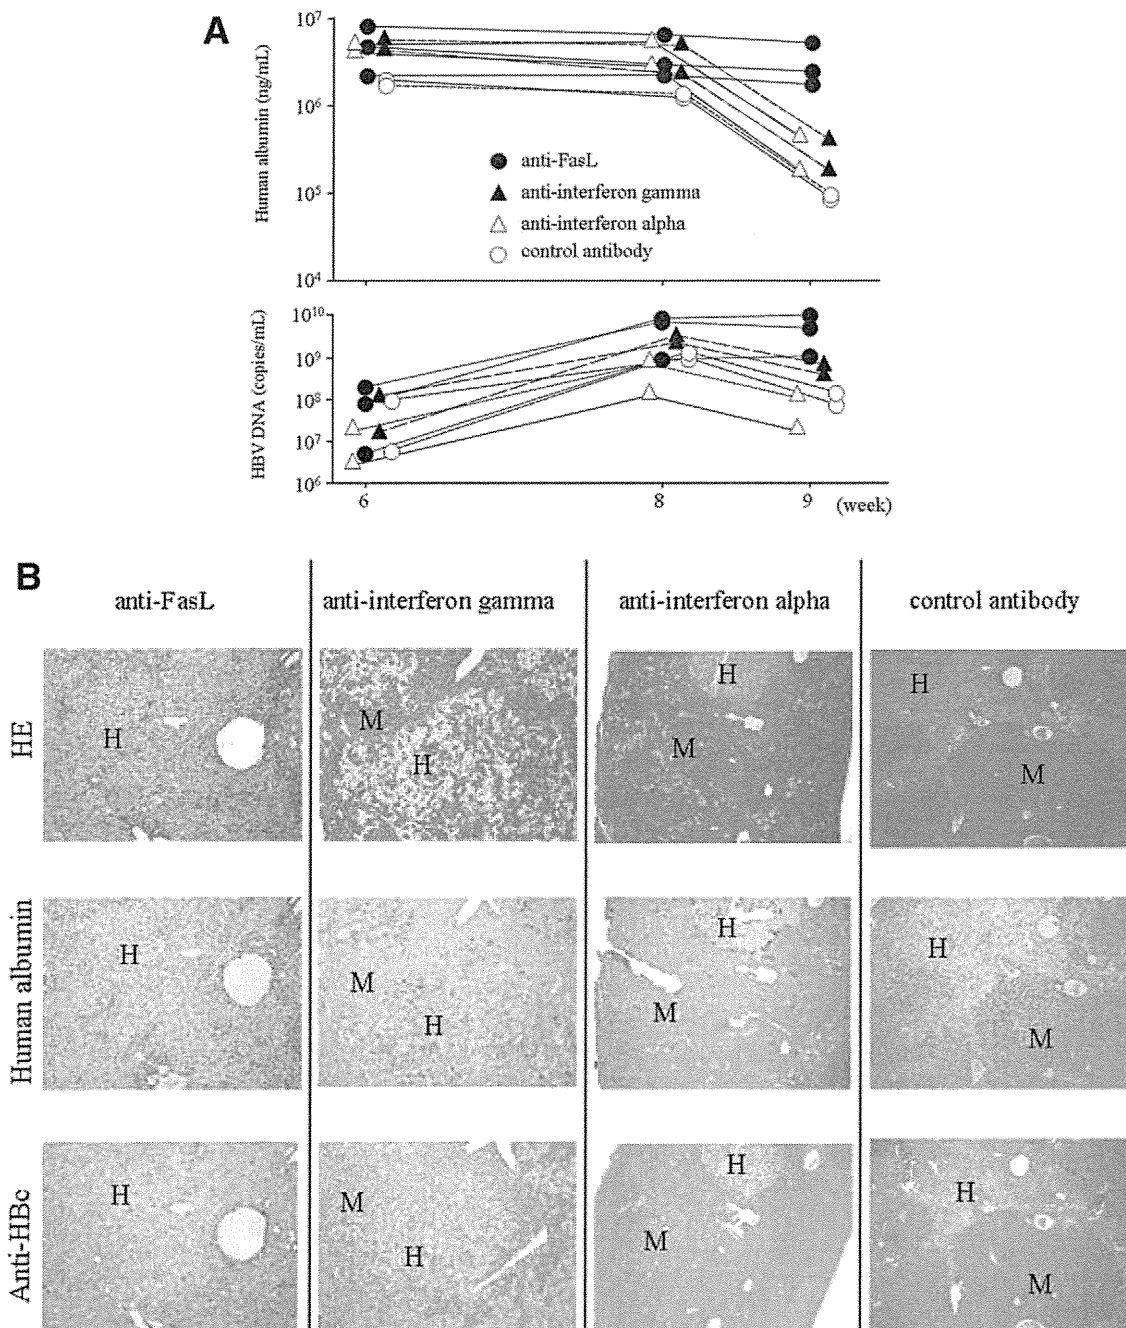 A
Human albumin (ng/mL)
10⁷
10⁶
10⁵
10⁴
anti-FasL
anti-interferon gamma
anti-interferon alpha
control antibody
HBV DNA (copies/mL)
10¹⁰
10⁹
10⁸
10⁷
10⁶
6 8 9 (week)
B
anti-FasL anti-interferon gamma anti-interferon alpha control antibody
HE
H M H H M H M
Human albumin
H M H H M H M
Anti-HBc
H M H H M H M